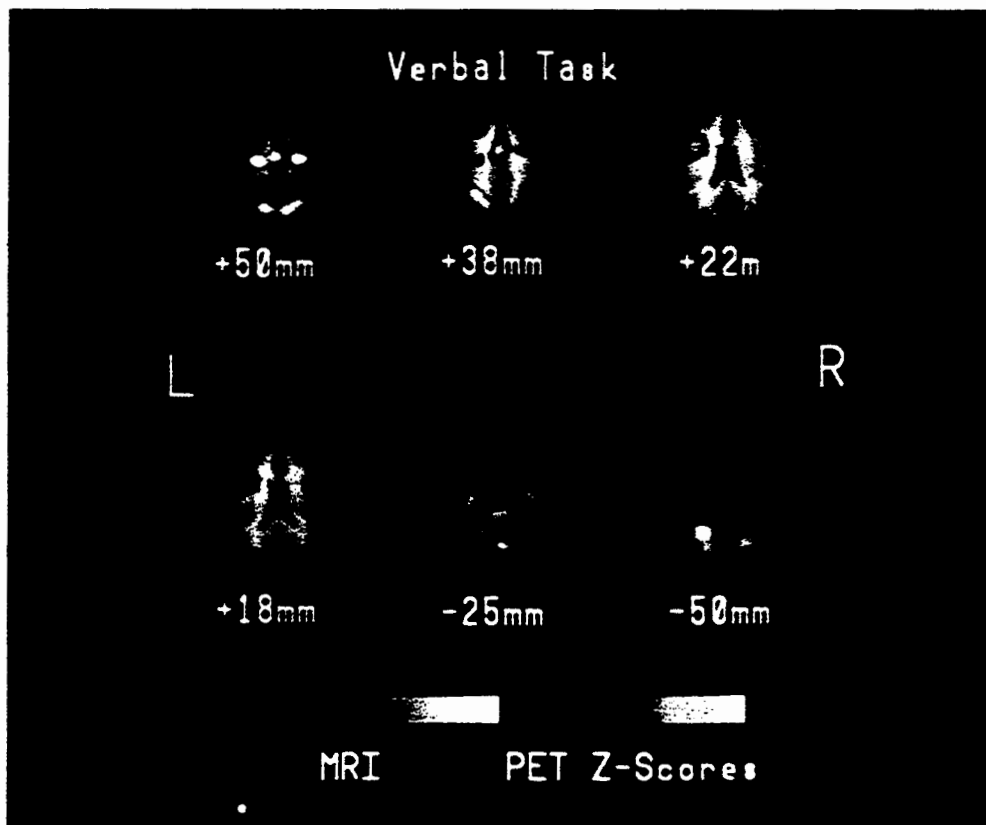 Verbal Task
+50mm +38mm +22m
L R
+18mm -25mm -50mm
MRI PET Z-Scores